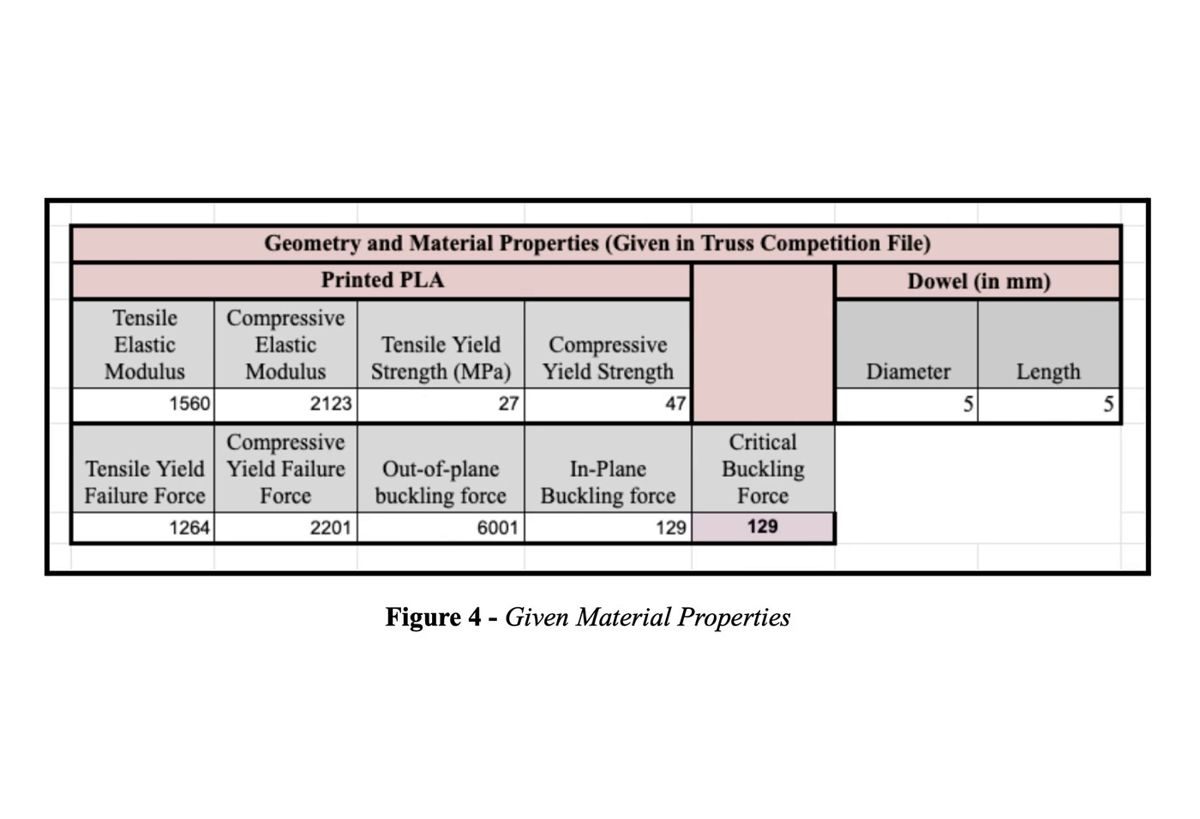 Geometry and Material Properties (Given in Truss Competition File)
Printed PLA
Dowel (in mm)
Tensile
Elastic
Modulus
Compressive
Elastic
Modulus
Tensile Yield
Strength (MPa)
Compressive
Yield Strength
Diameter
Length
1560
2123
27
47
5
5
Tensile Yield
Failure Force
Compressive
Yield Failure
Force
Out-of-plane
buckling force
In-Plane
Buckling force
Critical
Buckling
Force
1264
2201
6001
129
129
Figure 4 - Given Material Properties